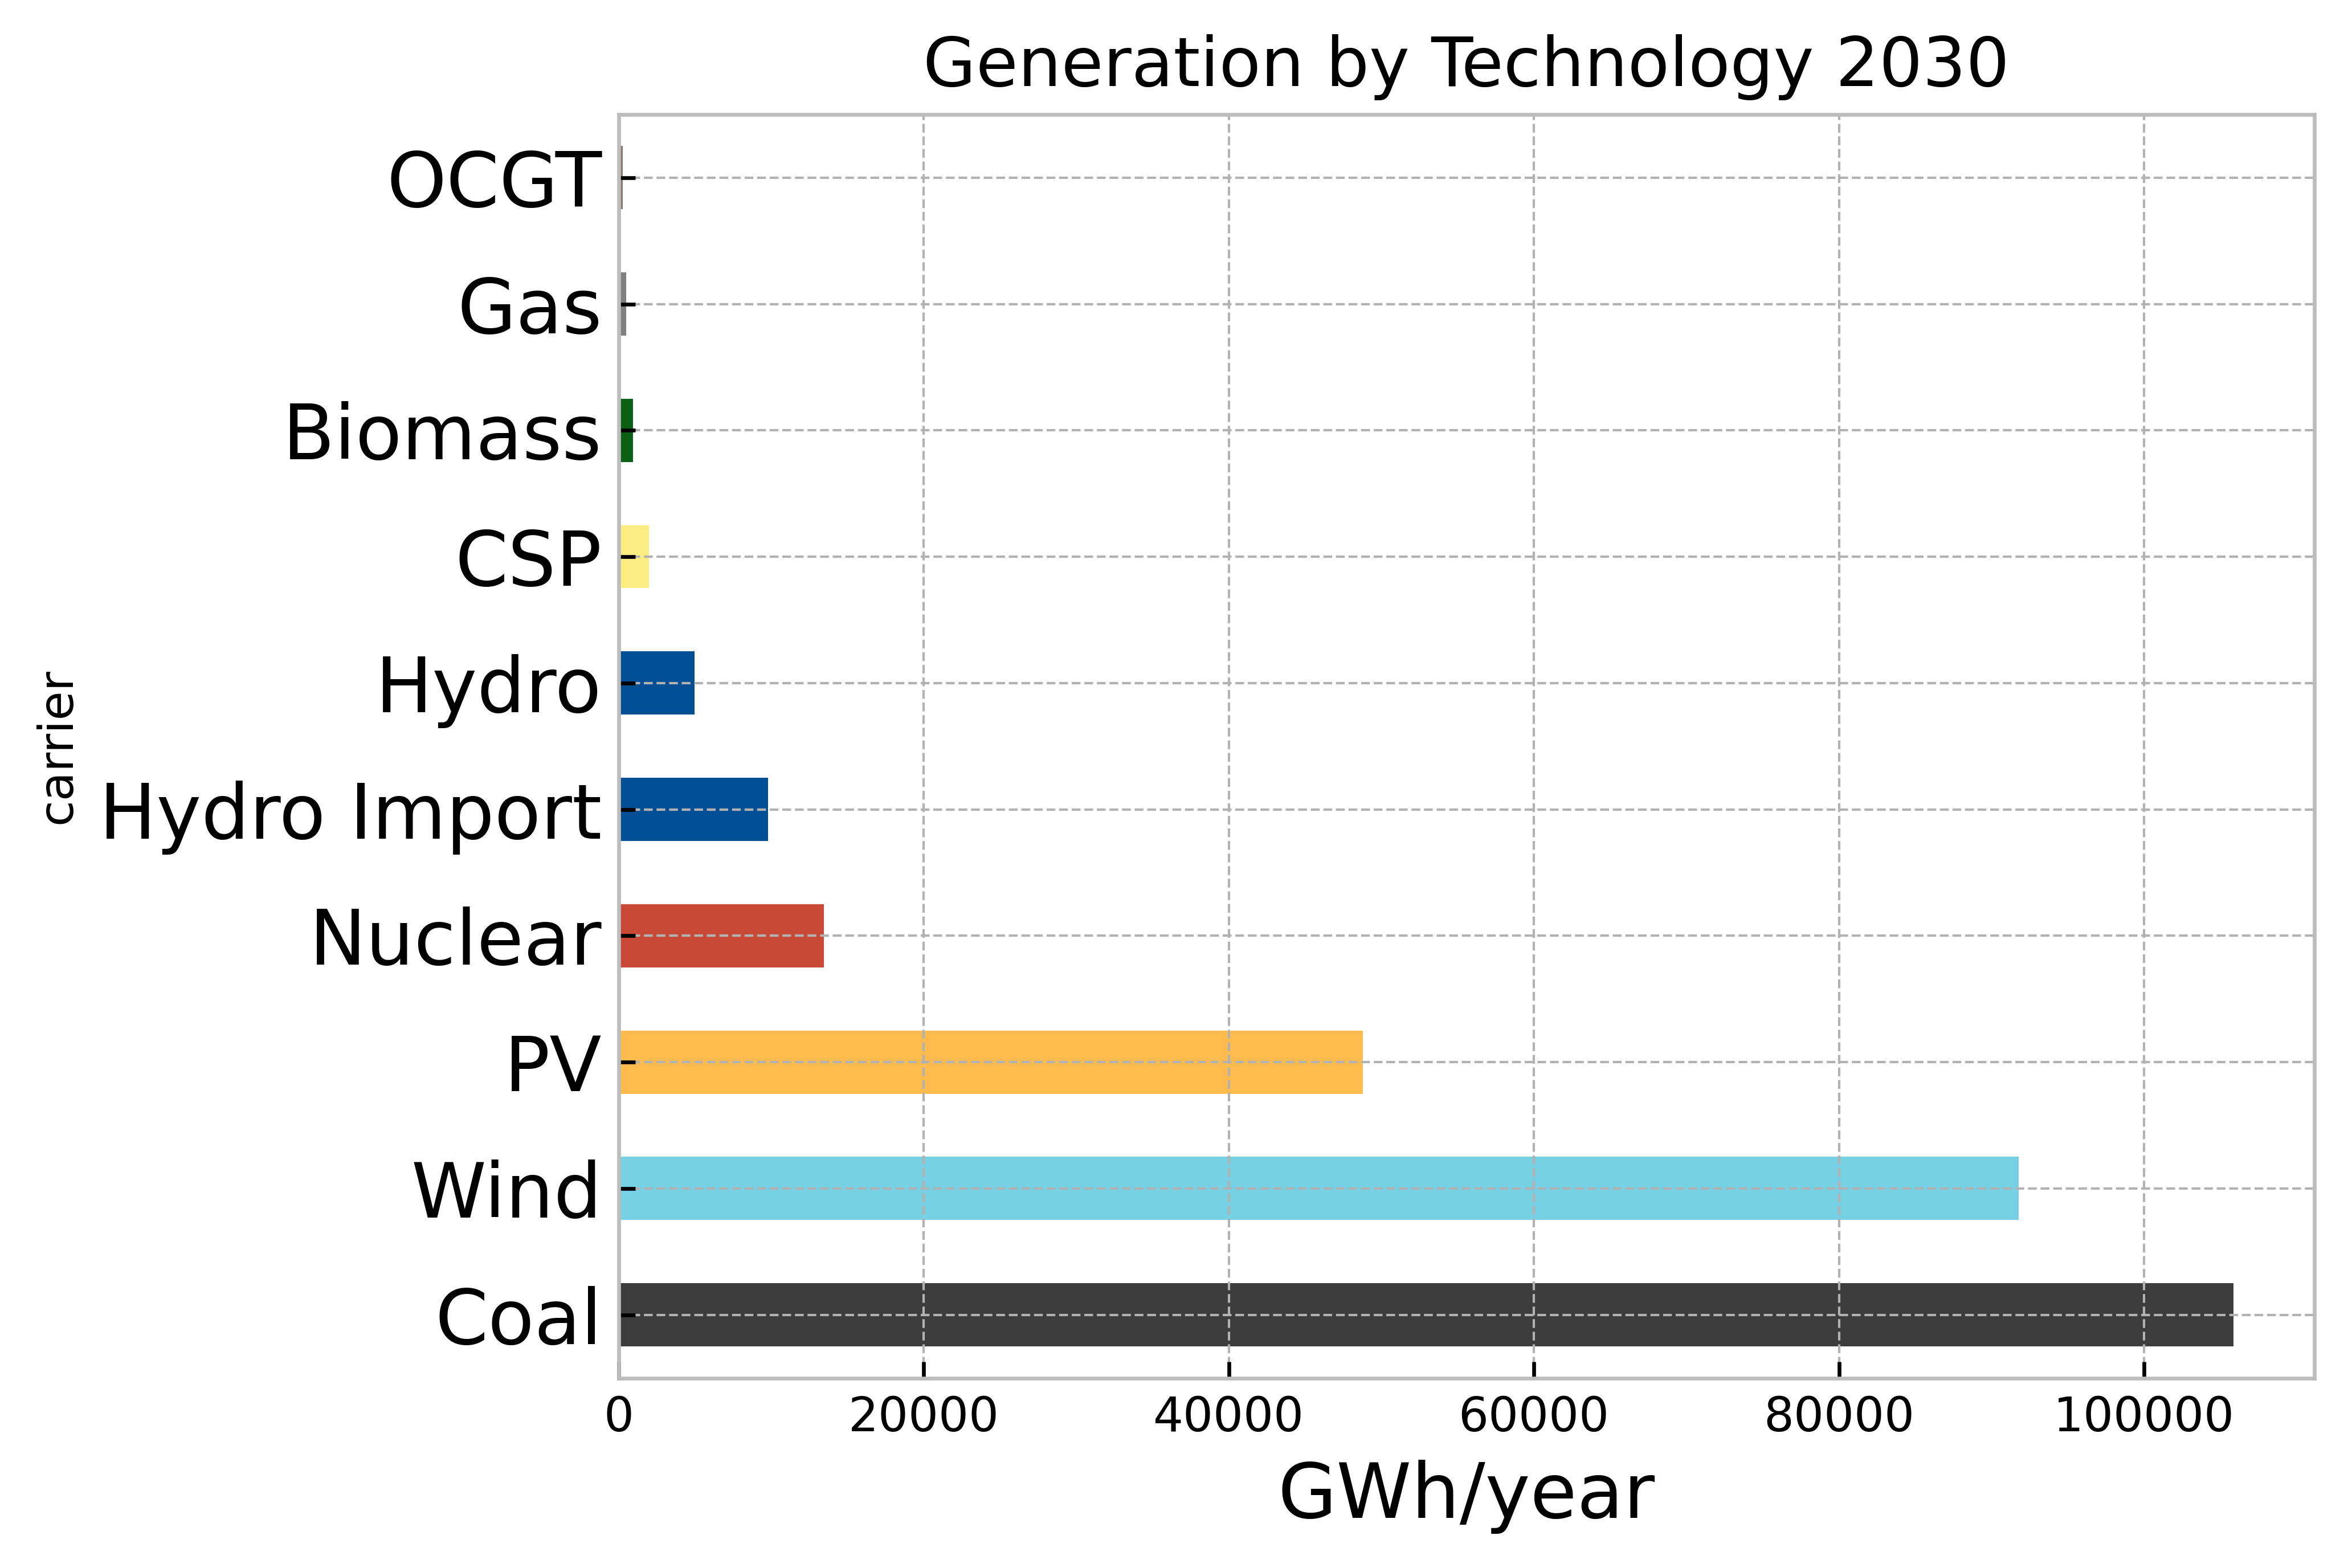 Generation by Technology 2030
OCGT
Gas
Biomass
CSP
Hydro
Hydro Import
Nuclear
PV
Wind
Coal
carrier
0 20000 40000 60000 80000 100000
GWh/year